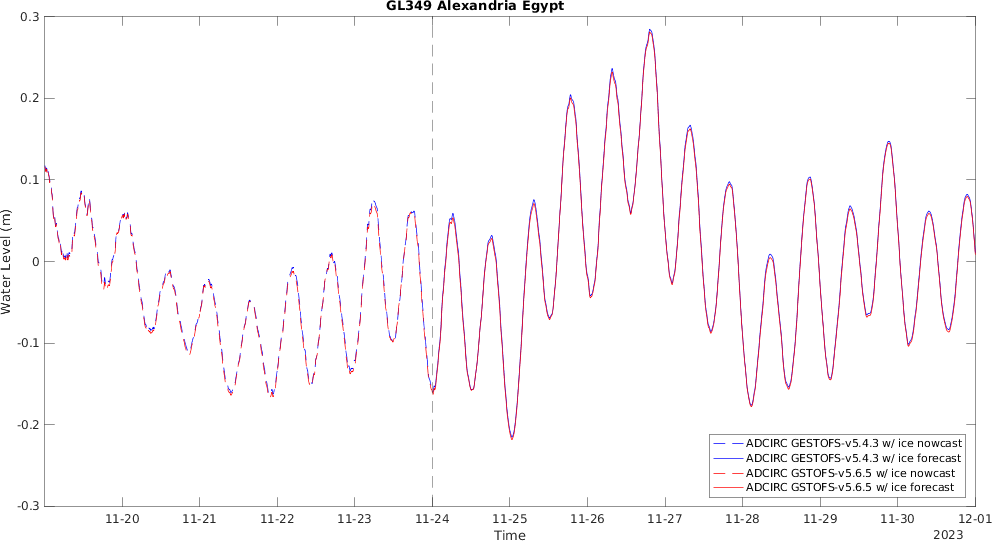 GL349 Alexandria Egypt
0.3
0.2
0.1
0
-0.1
-0.2
-0.3
Water Level (m)
11-20 11-21 11-22 11-23 11-24 11-25 11-26 11-27 11-28 11-29 11-30 12-01
Time
2023
ADCIRC GESTOFS-v5.4.3 w/ ice nowcast
ADCIRC GESTOFS-v5.4.3 w/ ice forecast
ADCIRC GSTOFS-v5.6.5 w/ ice nowcast
ADCIRC GSTOFS-v5.6.5 w/ ice forecast